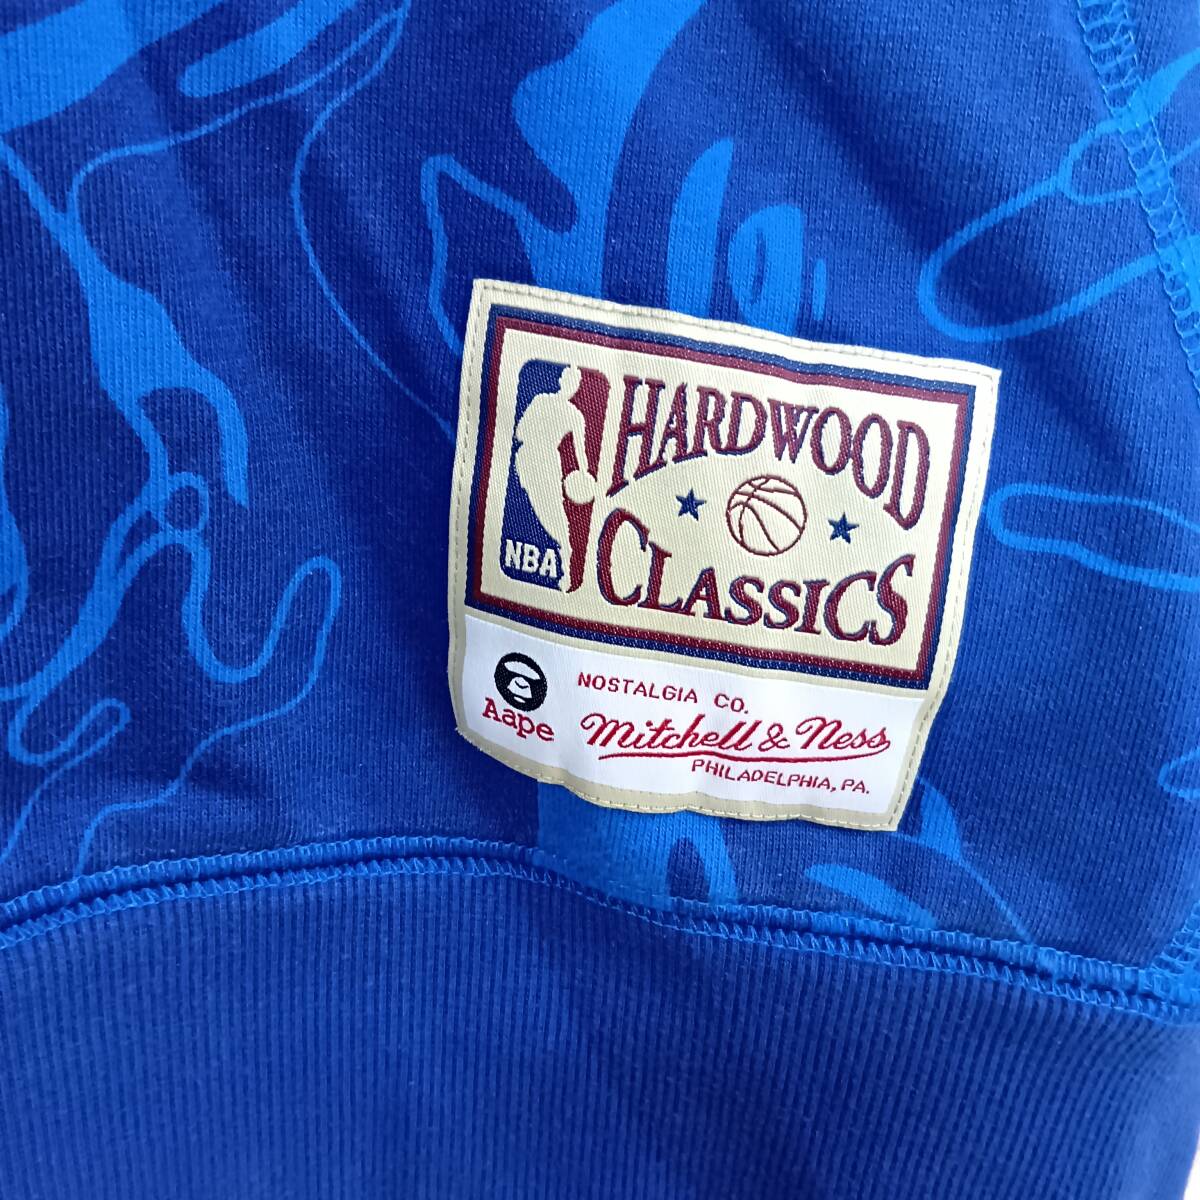 HARDWOOD
CLASSICS
NBA
Aape
NOSTALGIA CO.
Mitchell & Ness
PHILADELPHIA, PA.